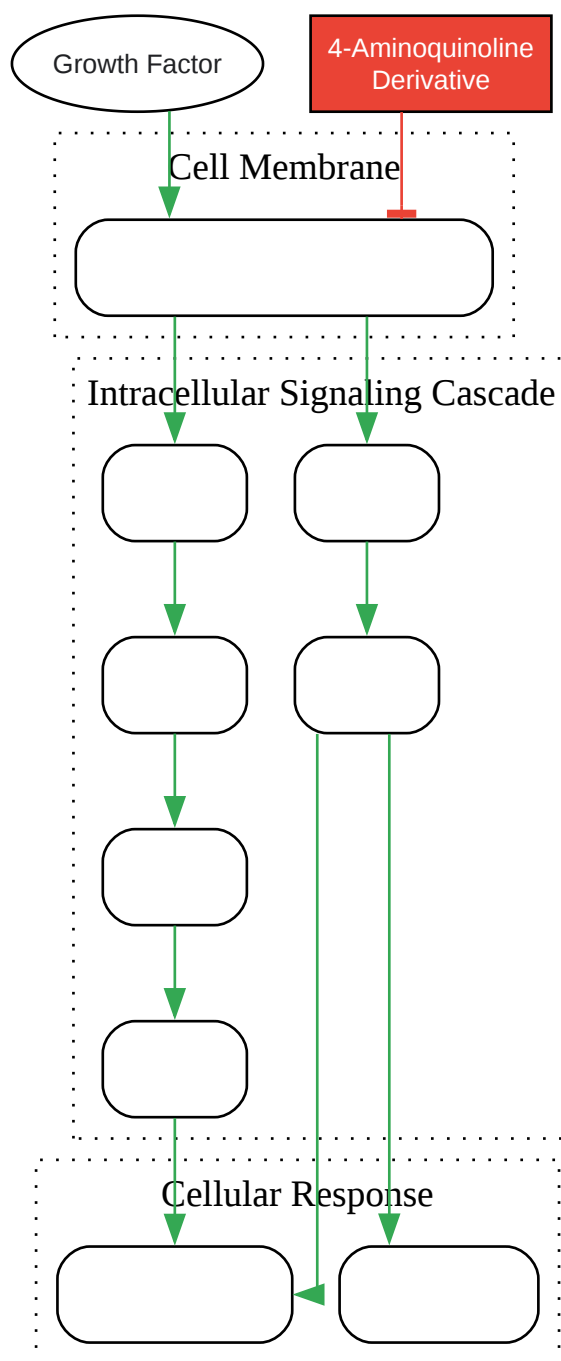 Growth Factor
4-Aminoquinoline
Derivative
Cell Membrane
Intracellular Signaling Cascade
Cellular Response